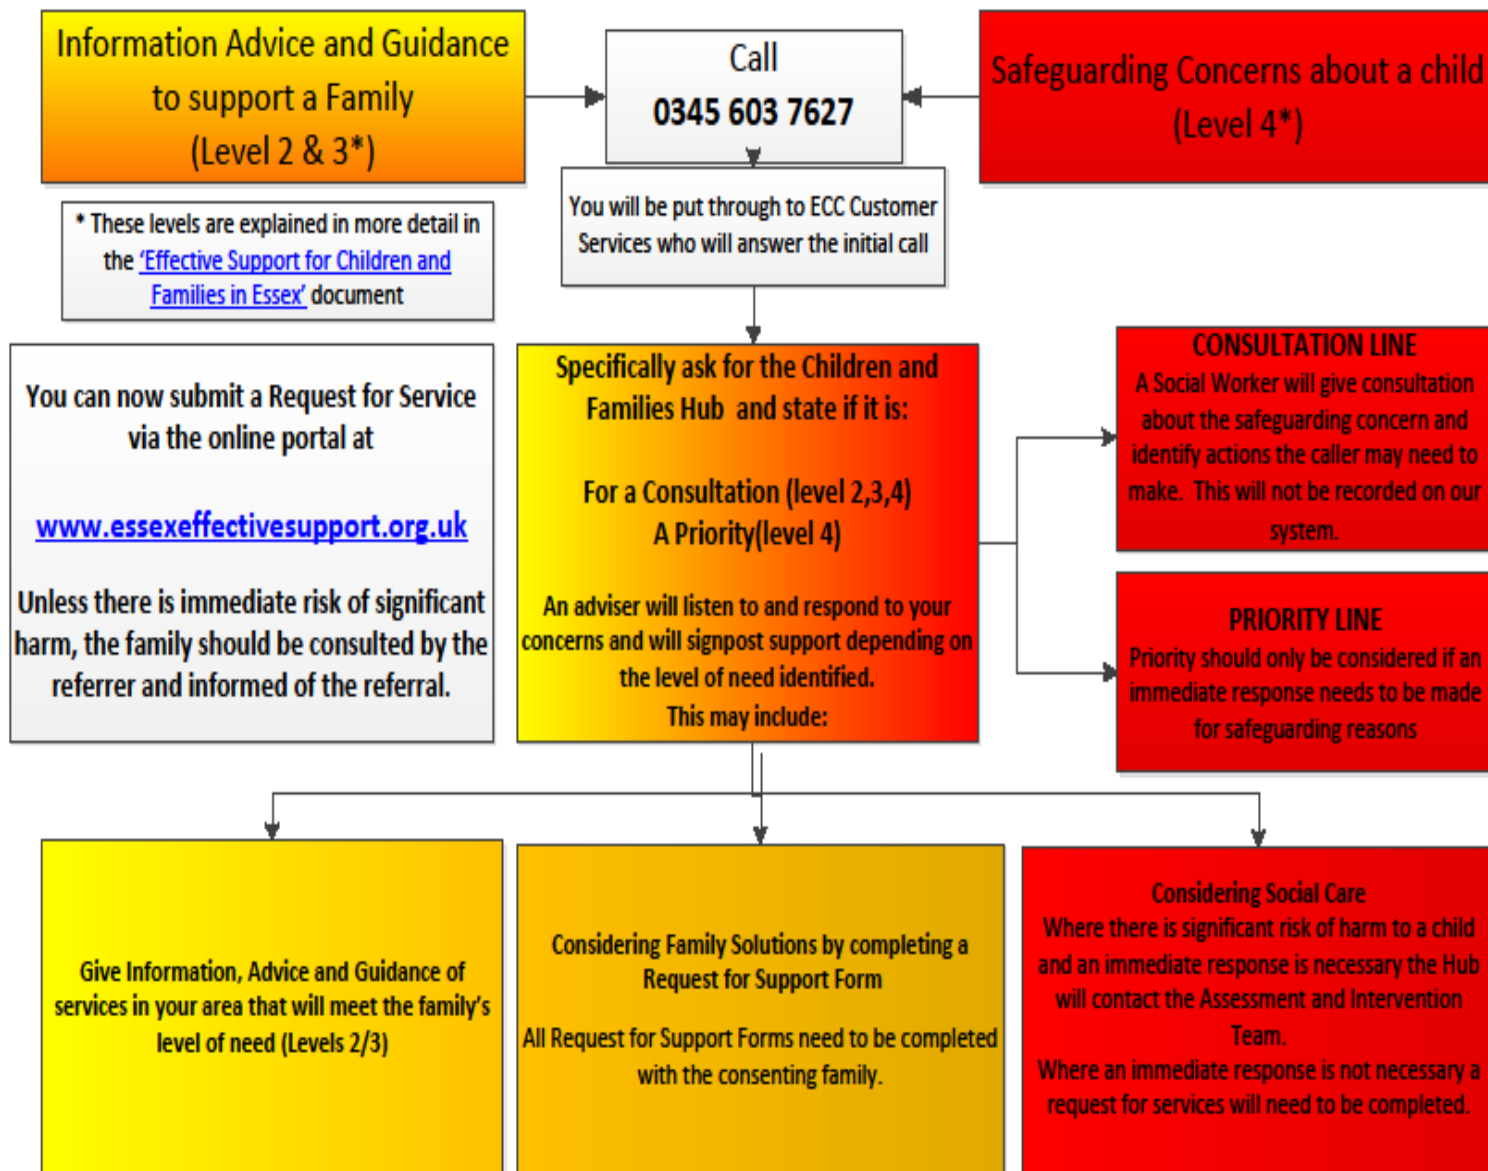 Information Advice and Guidance
to support a Family
(Level 2 & 3*)
Call
0345 603 7627
Safeguarding Concerns about a child
(Level 4*)
* These levels are explained in more detail in
the ‘Effective Support for Children and
Families in Essex’ document
You will be put through to ECC Customer
Services who will answer the initial call
You can now submit a Request for Service
via the online portal at
www.essexeffectivesupport.org.uk
Unless there is immediate risk of significant
harm, the family should be consulted by the
referrer and informed of the referral.
Specifically ask for the Children and
Families Hub  and state if it is:
For a Consultation (level 2,3,4)
A Priority(level 4)
An adviser will listen to and respond to your
concerns and will signpost support depending on
the level of need identified.
This may include:
CONSULTATION LINE
A Social Worker will give consultation
about the safeguarding concern and
identify actions the caller may need to
make.  This will not be recorded on our
system.
PRIORITY LINE
Priority should only be considered if an
immediate response needs to be made
for safeguarding reasons
Give Information, Advice and Guidance of
services in your area that will meet the family’s
level of need (Levels 2/3)
Considering Family Solutions by completing a
Request for Support Form
All Request for Support Forms need to be completed
with the consenting family.
Considering Social Care
Where there is significant risk of harm to a child
and an immediate response is necessary the Hub
will contact the Assessment and Intervention
Team.
Where an immediate response is not necessary a
request for services will need to be completed.